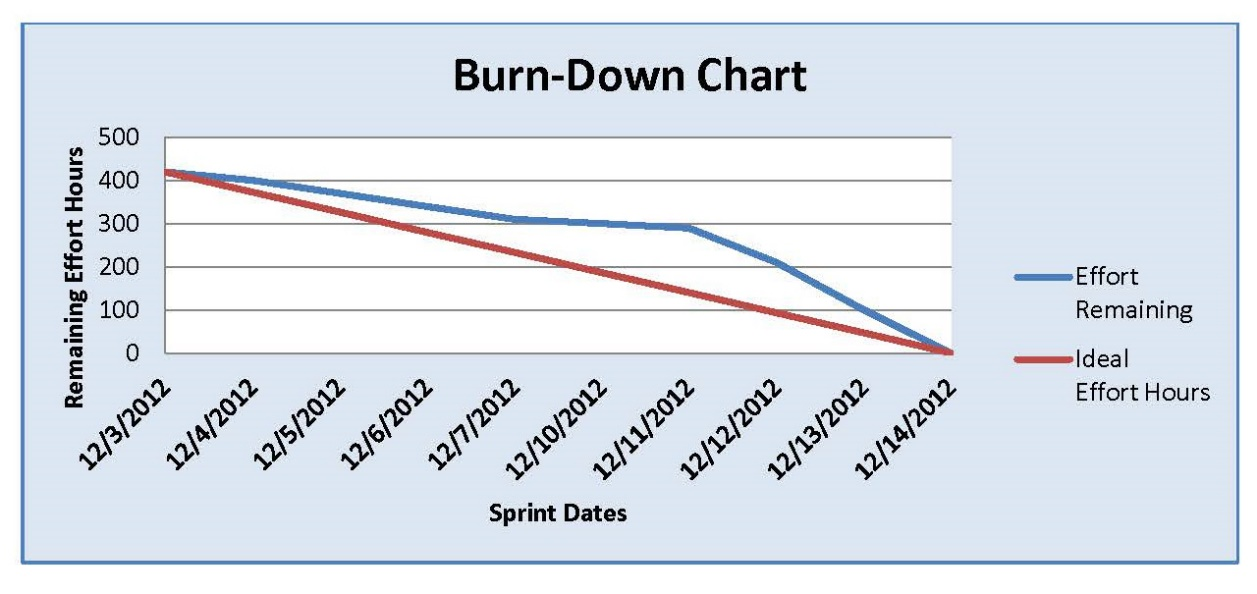 Burn-Down Chart
Remaining Effort Hours
500
400
300
200
100
0
12/3/2012
12/4/2012
12/5/2012
12/6/2012
12/7/2012
12/10/2012
12/11/2012
12/12/2012
12/13/2012
12/14/2012
Sprint Dates
Effort
Remaining
Ideal
Effort Hours